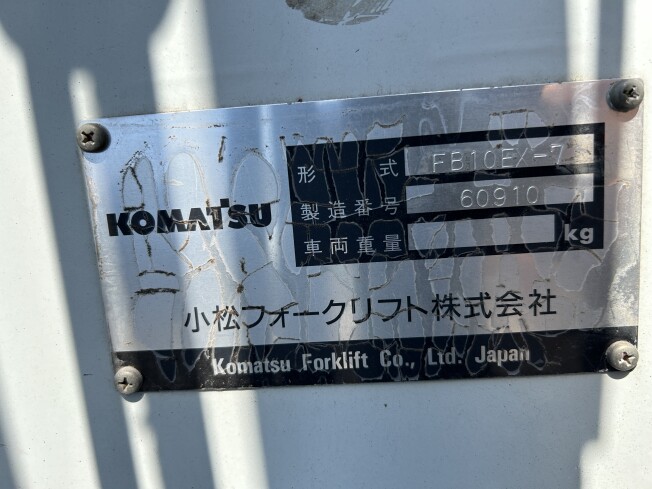 KOMATSU
形式 FB10EX-7
製造番号 60910
車両重量 kg
小松フォークリフト株式会社
Komatsu Forklift Co., Ltd. Japan